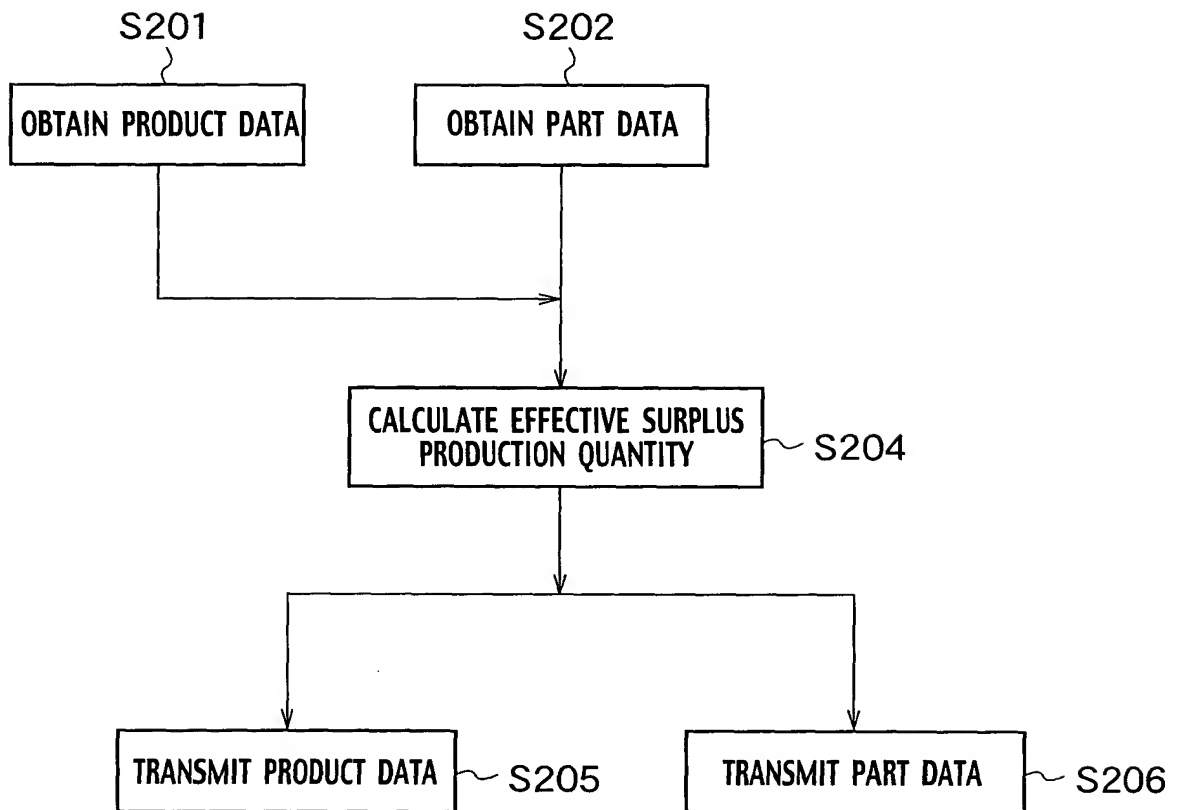 S201
S202
OBTAIN PRODUCT DATA
OBTAIN PART DATA
CALCULATE EFFECTIVE SURPLUS
PRODUCTION QUANTITY
S204
TRANSMIT PRODUCT DATA
S205
TRANSMIT PART DATA
S206